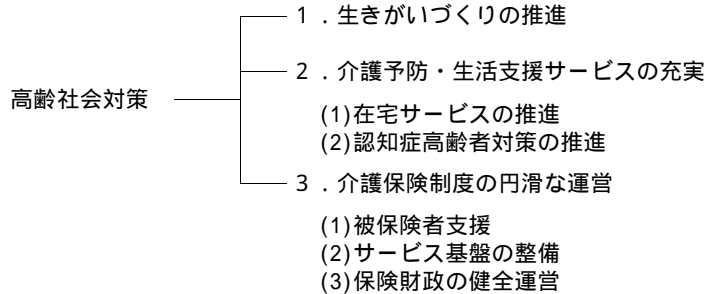 1．生きがいづくりの推進
2．介護予防・生活支援サービスの充実
高齢社会対策
(1)在宅サービスの推進
(2)認知症高齢者対策の推進
3．介護保険制度の円滑な運営
(1)被保険者支援
(2)サービス基盤の整備
(3)保険財政の健全運営